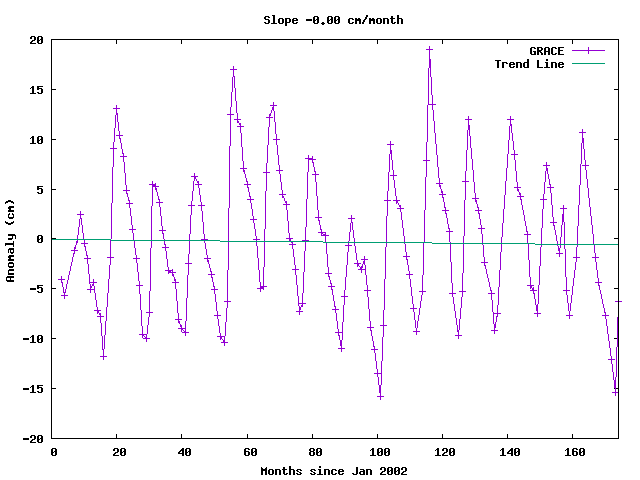 Slope -0.00 cm/month
20
15
10
5
0
-5
-10
-15
-20
Anomaly (cm)
GRACE
Trend Line
0 20 40 60 80 100 120 140 160
Months since Jan 2002